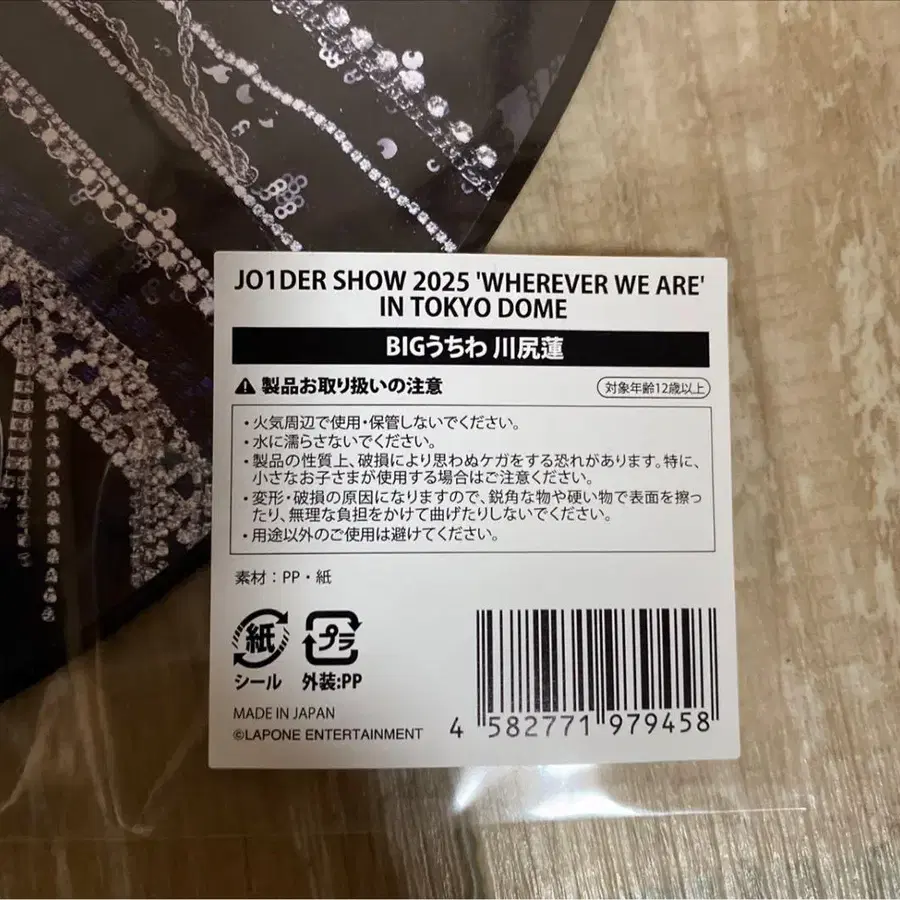 JO1DER SHOW 2025 'WHEREVER WE ARE'
IN TOKYO DOME
BIGうちわ 川尻蓮
製品お取り扱いの注意
対象年齢12歳以上
・火気周辺で使用・保管しないでください。
・水に濡らさないでください。
・製品の性質上、破損により思わぬケガをする恐れがあります。特に、
小さなお子さまが使用する場合はご注意ください。
・変形・破損の原因になりますので、鋭角な物や硬い物で表面を擦っ
たり、無理な負担をかけて曲げたりしないでください。
・用途以外のご使用は避けてください。
素材：PP・紙
紙
プラ
シール
外装:PP
MADE IN JAPAN
©LAPONE ENTERTAINMENT
4 582771 979458